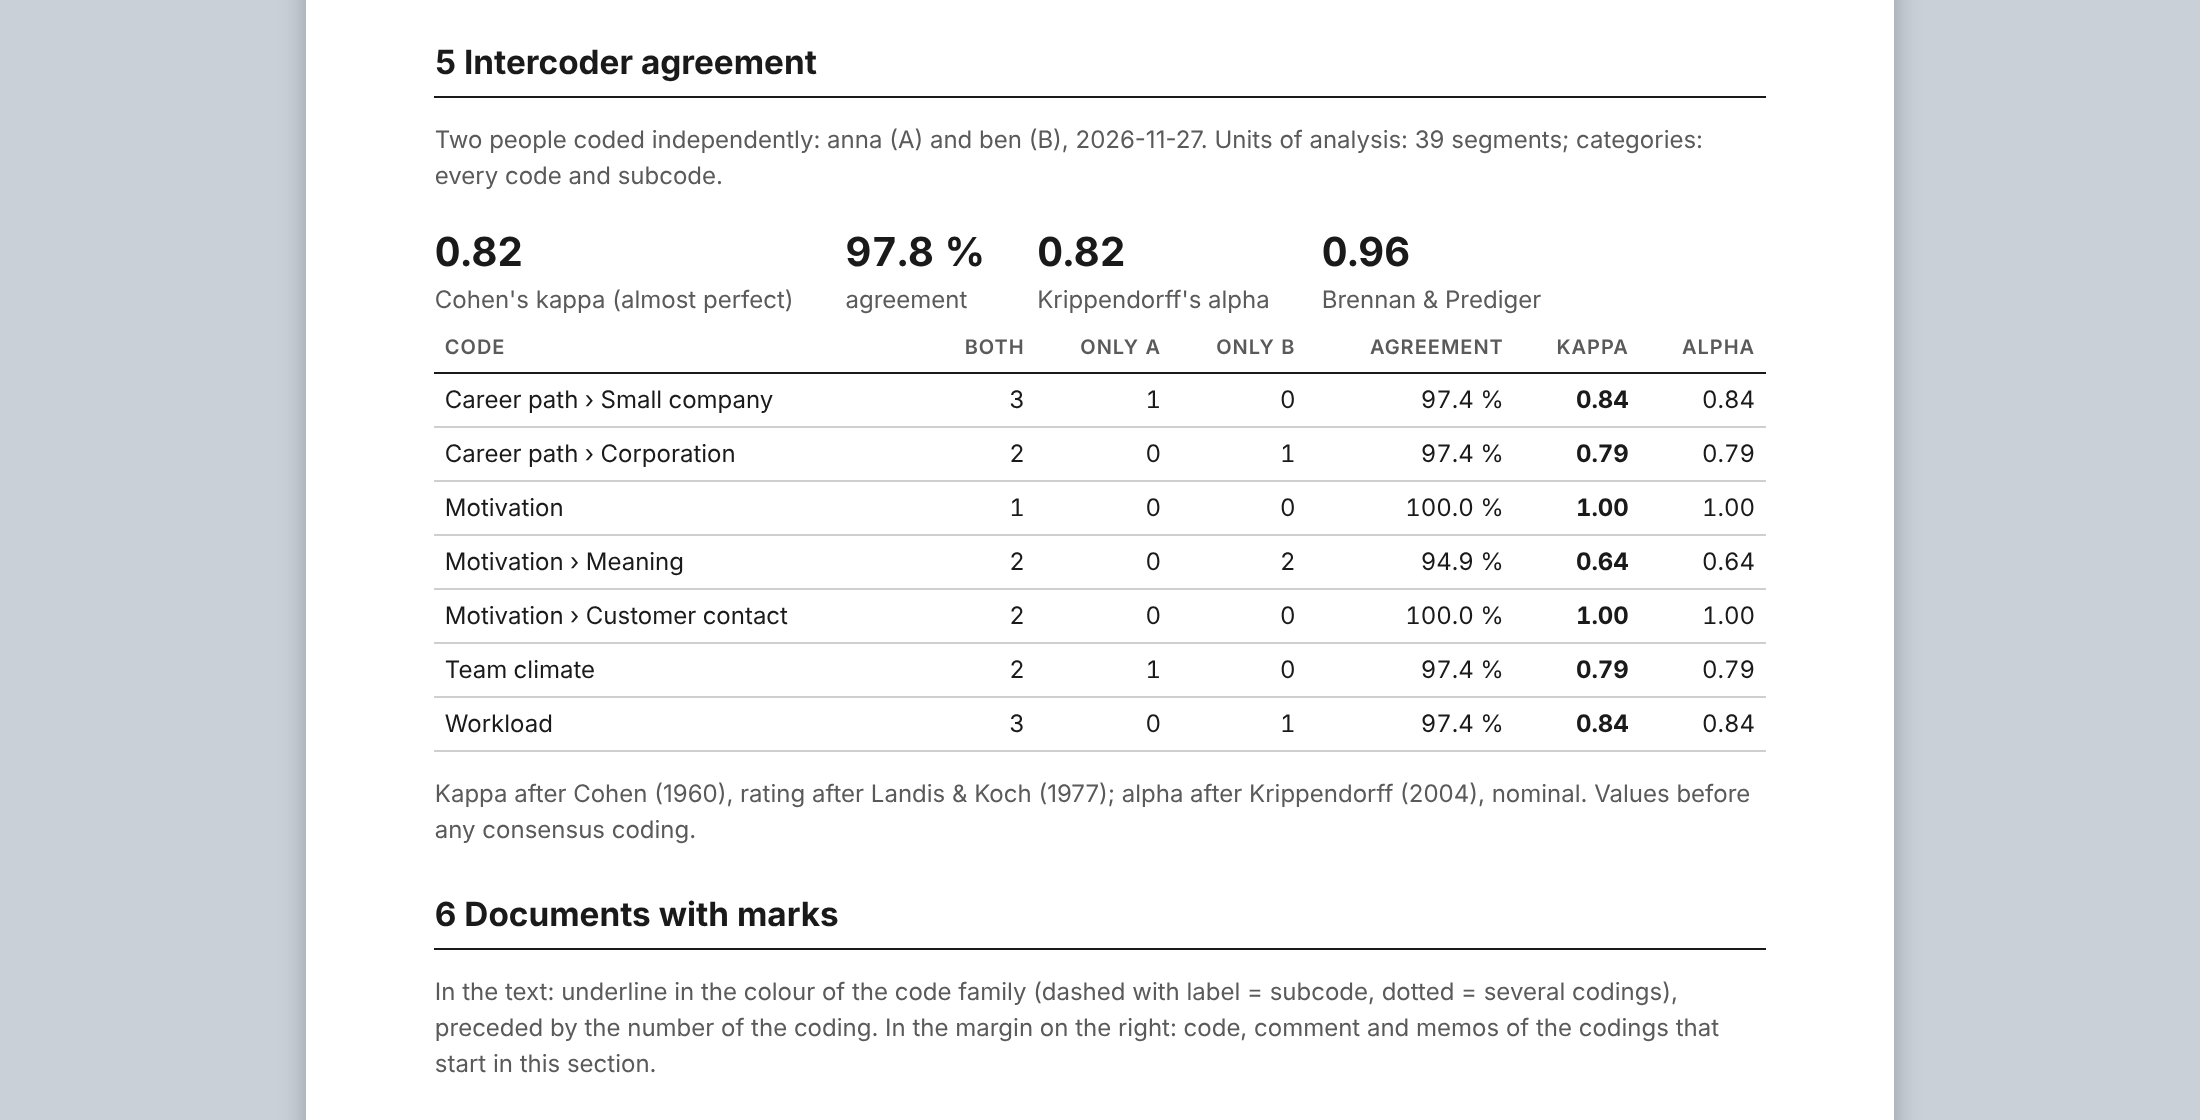 5 Intercoder agreement
Two people coded independently: anna (A) and ben (B), 2026-11-27. Units of analysis: 39 segments; categories:
every code and subcode.
0.82 97.8 % 0.82 0.96
Cohen's kappa (almost perfect) agreement Krippendorff's alpha Brennan & Prediger
CODE BOTH ONLY A ONLY B AGREEMENT KAPPA ALPHA
Career path › Small company 3 1 0 97.4 % 0.84 0.84
Career path › Corporation 2 0 1 97.4 % 0.79 0.79
Motivation 1 0 0 100.0 % 1.00 1.00
Motivation › Meaning 2 0 2 94.9 % 0.64 0.64
Motivation › Customer contact 2 0 0 100.0 % 1.00 1.00
Team climate 2 1 0 97.4 % 0.79 0.79
Workload 3 0 1 97.4 % 0.84 0.84
Kappa after Cohen (1960), rating after Landis & Koch (1977); alpha after Krippendorff (2004), nominal. Values before
any consensus coding.
6 Documents with marks
In the text: underline in the colour of the code family (dashed with label = subcode, dotted = several codings),
preceded by the number of the coding. In the margin on the right: code, comment and memos of the codings that
start in this section.